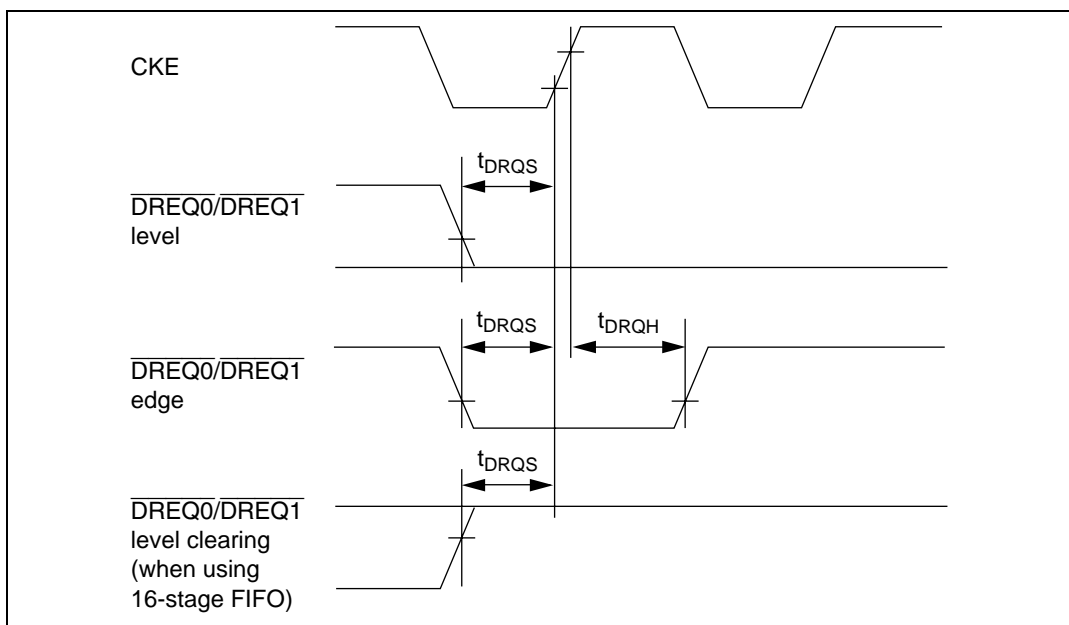 CKE
tDRQS
DREQ0/DREQ1
level
tDRQS
tDRQH
DREQ0/DREQ1
edge
tDRQS
DREQ0/DREQ1
level clearing
(when using
16-stage FIFO)